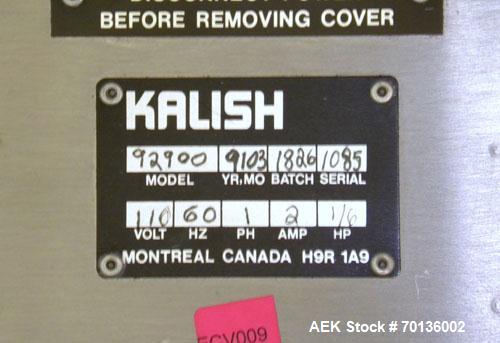 BEFORE REMOVING COVER
KALISH
92900 9103 1826 1085
MODEL YR,MO BATCH SERIAL
110 60 1 2 1/6
VOLT HZ PH AMP HP
MONTREAL CANADA H9R 1A9
AEK Stock # 70136002